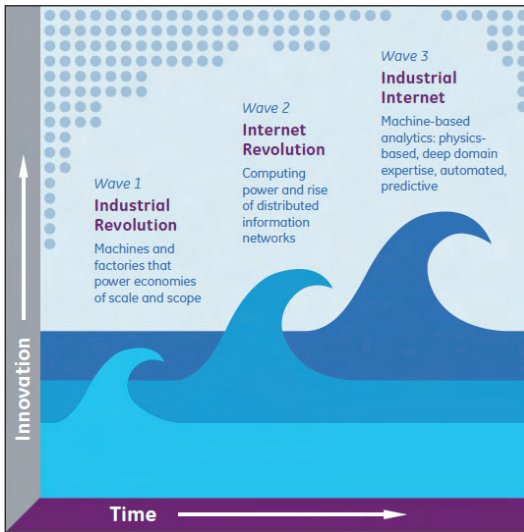 Wave 1
Industrial
Revolution
Machines and
factories that
power economies
of scale and scope
Wave 2
Internet
Revolution
Computing
power and rise
of distributed
information
networks
Wave 3
Industrial
Internet
Machine-based
analytics: physics-
based, deep domain
expertise, automated,
predictive
Innovation
Time